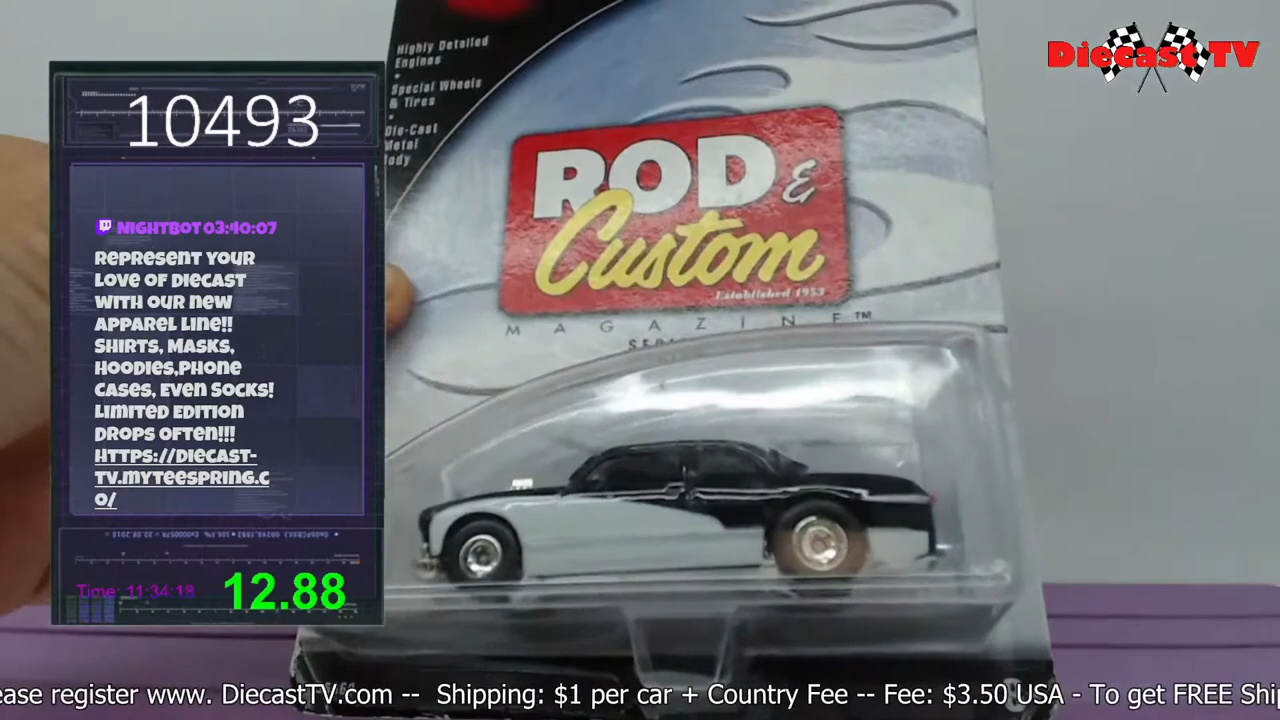 Highly Detailed
Engines
•
Special Wheels
& Tires
•
Die-Cast
Metal
Body
Diecast TV
10493
ROD &
Custom
Established 1953
MAGAZINE™
NIGHTBOT 03:40:07
REPRESENT YOUR
LOVE OF DIECAST
WITH OUR NEW
APPAREL LINE!!
SHIRTS, MASKS,
HOODIES,PHONE
CASES, EVEN SOCKS!
LIMITED EDITION
DROPS OFTEN!!!
HTTPS://DIECAST-
TV.MYTEESPRING.C
O/
Time: 11:34:18
12.88
ease register www. DiecastTV.com -- Shipping: $1 per car + Country Fee -- Fee: $3.50 USA - To get FREE Ship